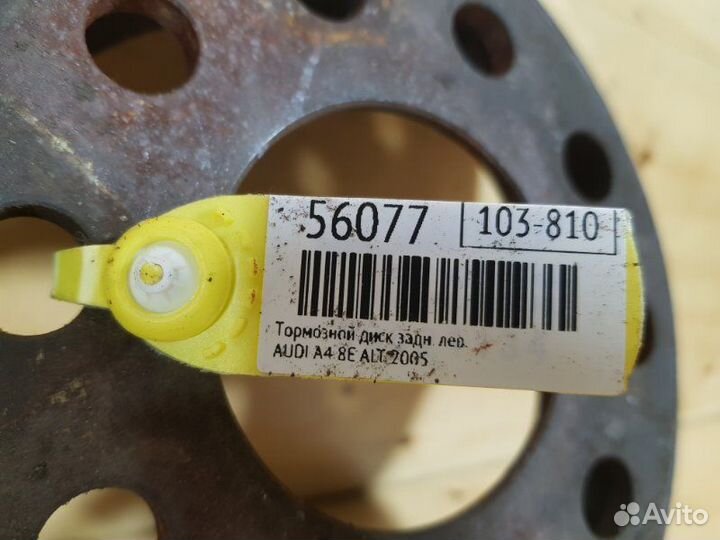 56077
103-810
Тормозной диск задн. лев.
AUDI A4 8E ALT 2005
Avito